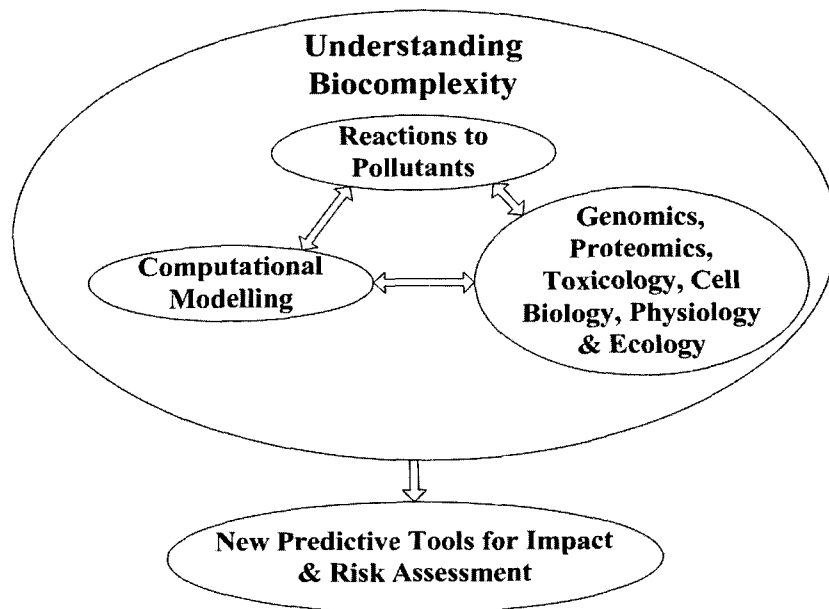 Understanding
Biocomplexity
Reactions to
Pollutants
Computational
Modelling
Genomics,
Proteomics,
Toxicology, Cell
Biology, Physiology
& Ecology
New Predictive Tools for Impact
& Risk Assessment